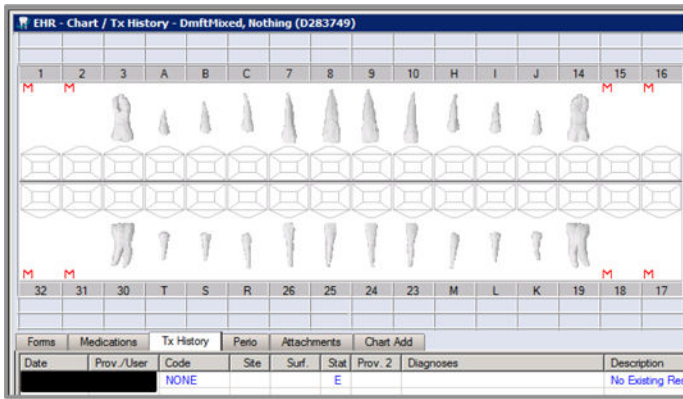 EHR - Chart / Tx History - DmftMixed, Nothing (D283749)
1 2 3 A B C 7 8 9 10 H I J 14 15 16
M M M M
M M M M
32 31 30 T S R 26 25 24 23 M L K 19 18 17
Forms Medications Tx History Perio Attachments Chart Add
Date Prov./User Code Site Surf. Stat Prov. 2 Diagnoses Description
NONE E No Existing Res